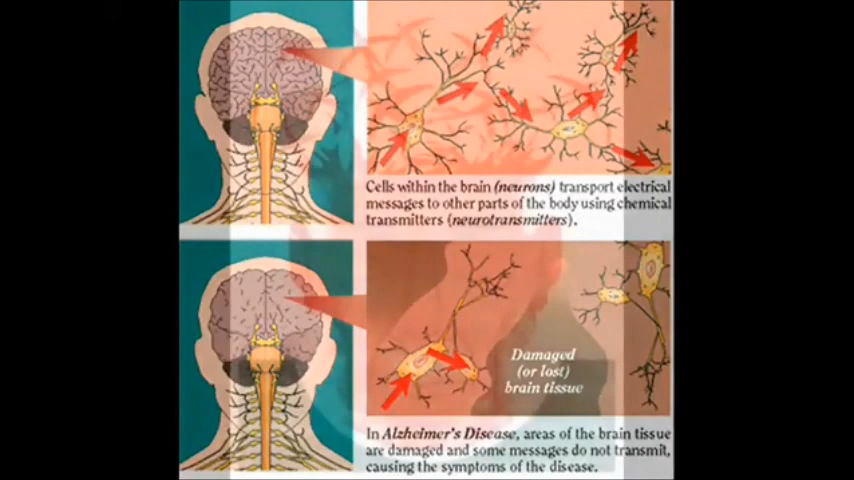 Cells within the brain (neurons) transport electrical
messages to other parts of the body using chemical
transmitters (neurotransmitters).
Damaged
(or lost)
brain tissue
In Alzheimer's Disease, areas of the brain tissue
are damaged and some messages do not transmit,
causing the symptoms of the disease.